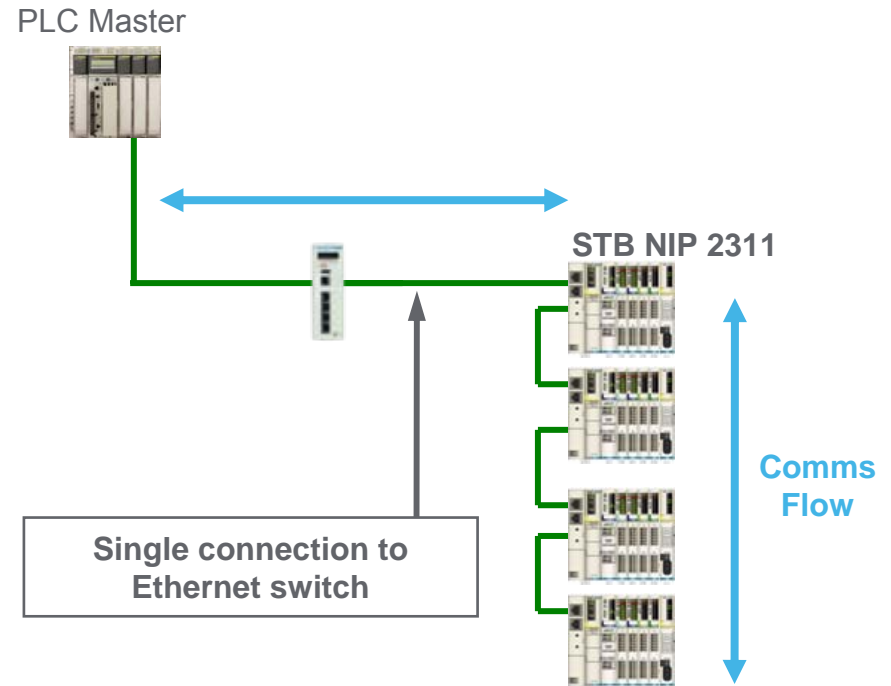 PLC Master
STB NIP 2311
Comms
Flow
Single connection to
Ethernet switch